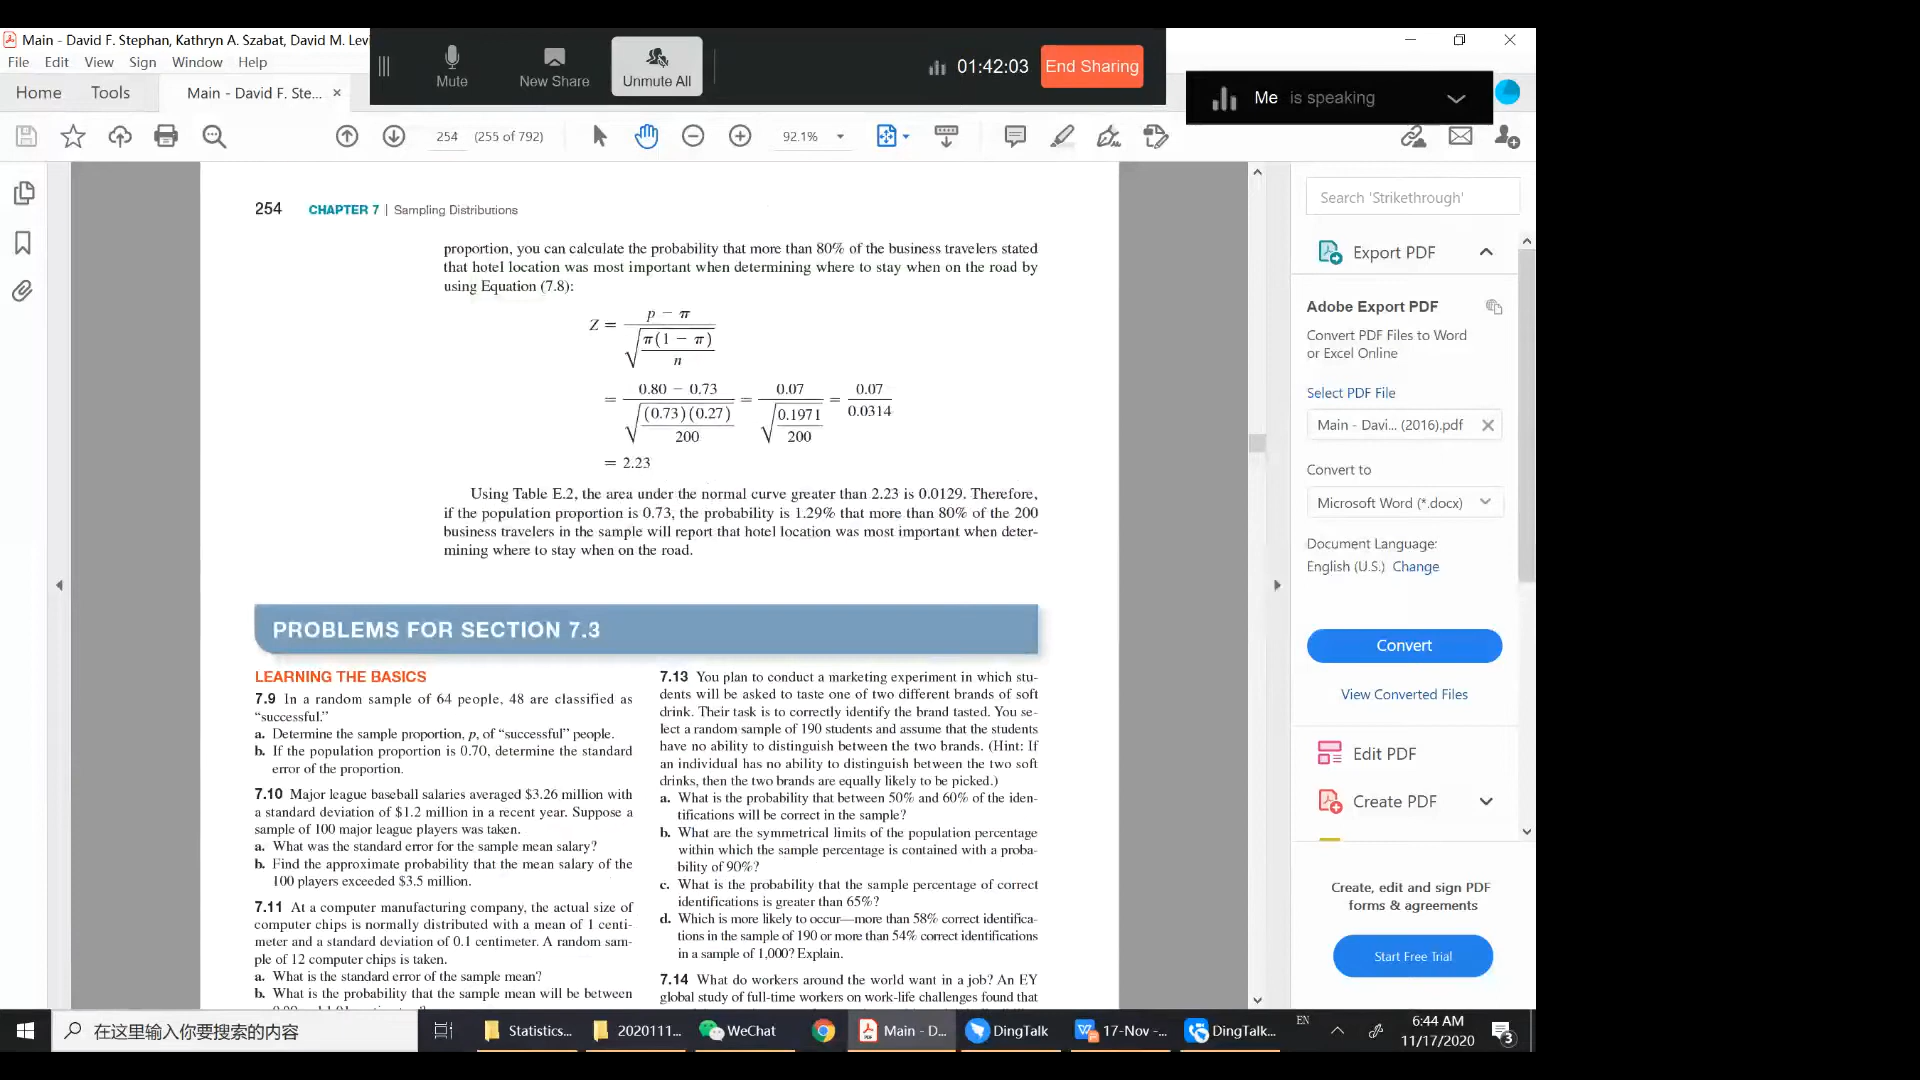 Main - David F. Stephan, Kathryn A. Szabat, David M. Levi
File Edit View Sign Window Help
Mute
New Share
Unmute All
01:42:03
End Sharing
Me is speaking
Home Tools Main - David F. Ste... ×
254 (255 of 792) 92.1%
254 CHAPTER 7 | Sampling Distributions
proportion, you can calculate the probability that more than 80% of the business travelers stated
that hotel location was most important when determining where to stay when on the road by
using Equation (7.8):
Z = p − π
√ π(1 − π)
n
= 0.80 − 0.73 = 0.07 = 0.07
√ (0.73)(0.27) √ 0.1971 0.0314
200 200
= 2.23
Using Table E.2, the area under the normal curve greater than 2.23 is 0.0129. Therefore,
if the population proportion is 0.73, the probability is 1.29% that more than 80% of the 200
business travelers in the sample will report that hotel location was most important when deter-
mining where to stay when on the road.
PROBLEMS FOR SECTION 7.3
LEARNING THE BASICS
7.9 In a random sample of 64 people, 48 are classified as
“successful.”
a. Determine the sample proportion, p, of “successful” people.
b. If the population proportion is 0.70, determine the standard
error of the proportion.
7.10 Major league baseball salaries averaged $3.26 million with
a standard deviation of $1.2 million in a recent year. Suppose a
sample of 100 major league players was taken.
a. What was the standard error for the sample mean salary?
b. Find the approximate probability that the mean salary of the
100 players exceeded $3.5 million.
7.11 At a computer manufacturing company, the actual size of
computer chips is normally distributed with a mean of 1 centi-
meter and a standard deviation of 0.1 centimeter. A random sam-
ple of 12 computer chips is taken.
a. What is the standard error of the sample mean?
b. What is the probability that the sample mean will be between
7.13 You plan to conduct a marketing experiment in which stu-
dents will be asked to taste one of two different brands of soft
drink. Their task is to correctly identify the brand tasted. You se-
lect a random sample of 190 students and assume that the students
have no ability to distinguish between the two brands. (Hint: If
an individual has no ability to distinguish between the two soft
drinks, then the two brands are equally likely to be picked.)
a. What is the probability that between 50% and 60% of the iden-
tifications will be correct in the sample?
b. What are the symmetrical limits of the population percentage
within which the sample percentage is contained with a proba-
bility of 90%?
c. What is the probability that the sample percentage of correct
identifications is greater than 65%?
d. Which is more likely to occur—more than 58% correct identifica-
tions in the sample of 190 or more than 54% correct identifications
in a sample of 1,000? Explain.
7.14 What do workers around the world want in a job? An EY
global study of full-time workers on work-life challenges found that
Search 'Strikethrough'
Export PDF
Adobe Export PDF
Convert PDF Files to Word
or Excel Online
Select PDF File
Main - Davi... (2016).pdf
Convert to
Microsoft Word (*.docx)
Document Language:
English (U.S.) Change
Convert
View Converted Files
Edit PDF
Create PDF
Create, edit and sign PDF
forms & agreements
Start Free Trial
在这里输入你要搜索的内容
Statistics...
2020111...
WeChat
Main - D...
DingTalk
17-Nov -...
DingTalk...
EN
6:44 AM
11/17/2020
3